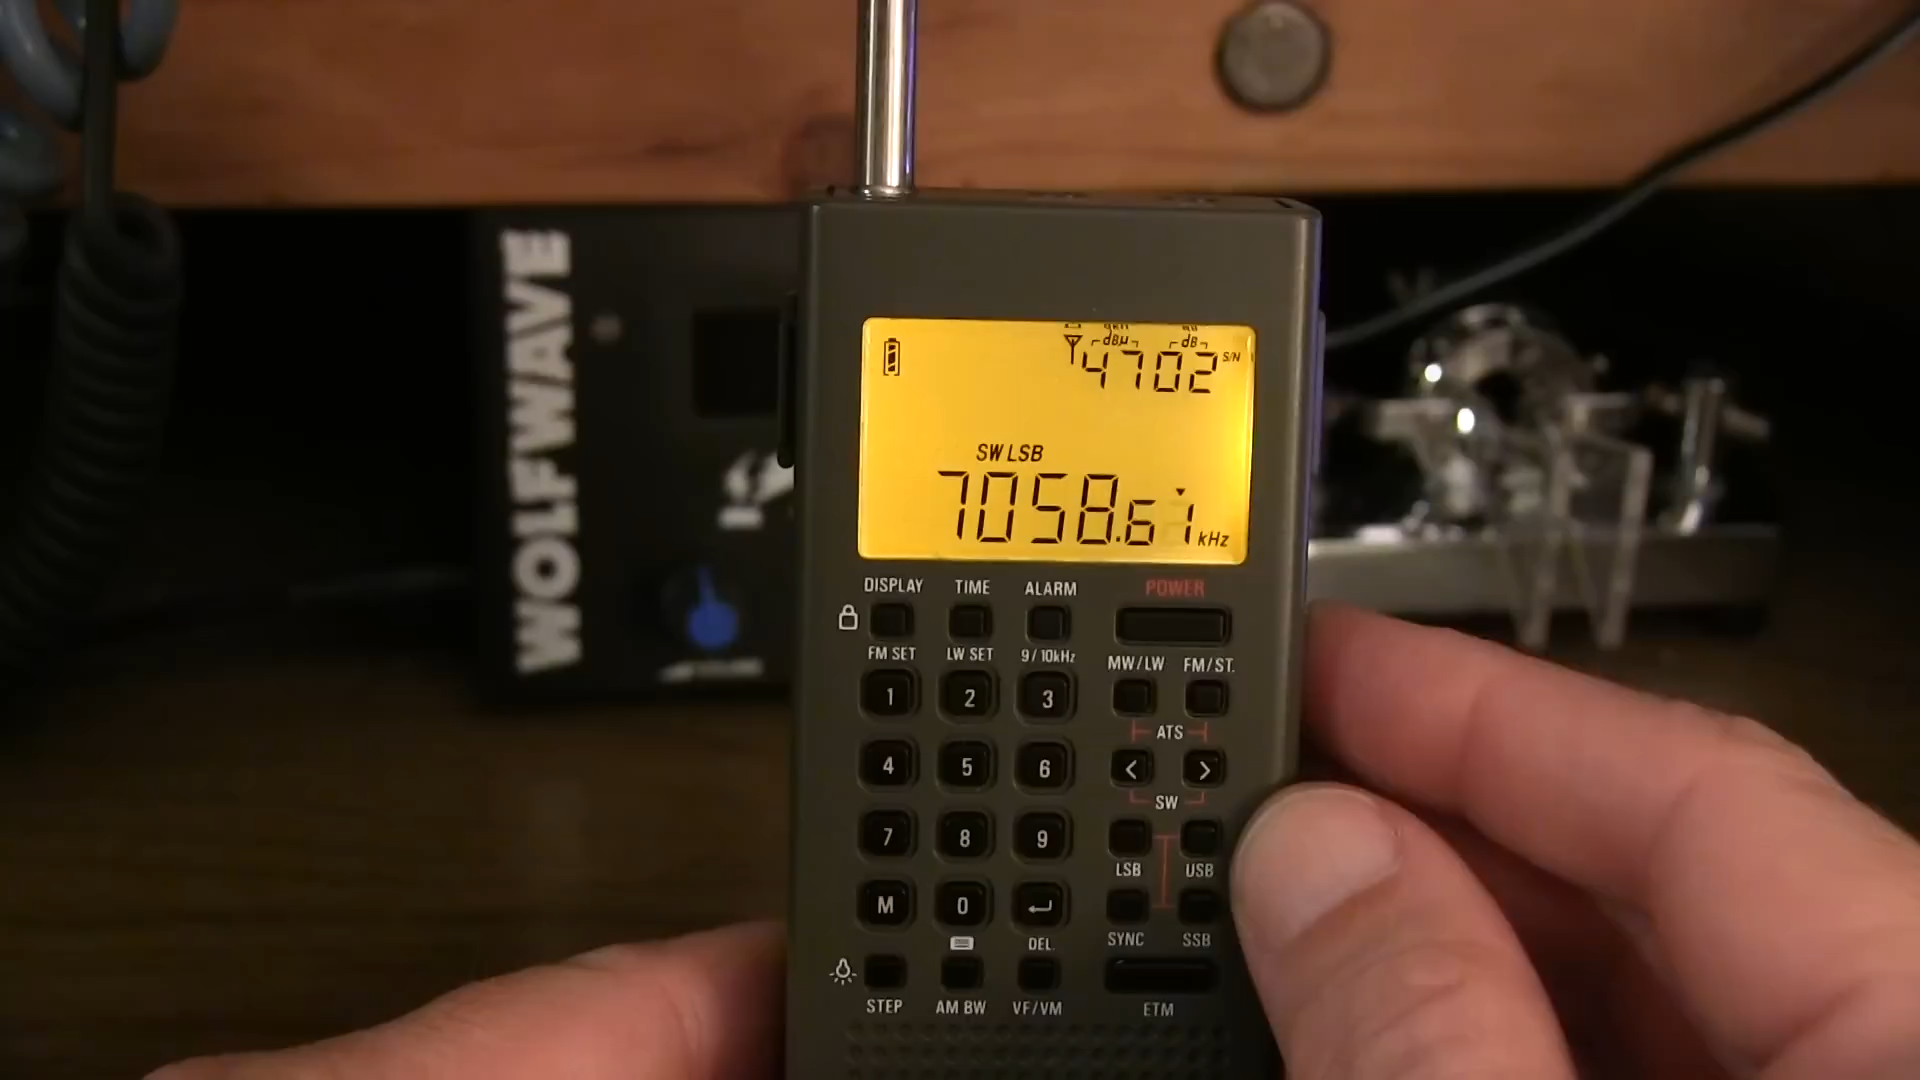 WOLFWAVE
dBµ dB
4702 S/N
SW LSB
7058.61 kHz
DISPLAY TIME ALARM POWER
FM SET LW SET 9/10kHz MW/LW FM/ST.
1 2 3
ATS
4 5 6 < >
SW
7 8 9
LSB USB
M 0
DEL. SYNC SSB
STEP AM BW VF/VM ETM